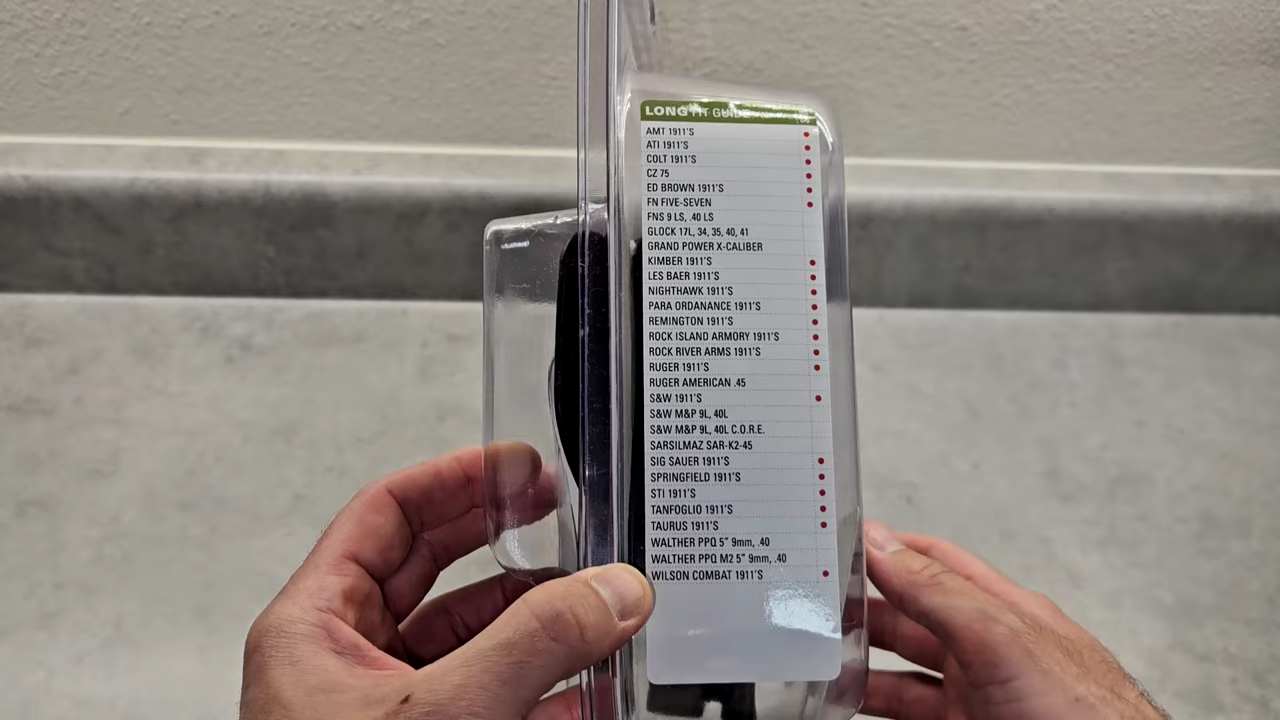 LONG FIT GUIDE
AMT 1911'S
ATI 1911'S
COLT 1911'S
CZ 75
ED BROWN 1911'S
FN FIVE-SEVEN
FNS 9 LS, .40 LS
GLOCK 17L, 34, 35, 40, 41
GRAND POWER X-CALIBER
KIMBER 1911'S
LES BAER 1911'S
NIGHTHAWK 1911'S
PARA ORDANANCE 1911'S
REMINGTON 1911'S
ROCK ISLAND ARMORY 1911'S
ROCK RIVER ARMS 1911'S
RUGER 1911'S
RUGER AMERICAN .45
S&W 1911'S
S&W M&P 9L, 40L
S&W M&P 9L, 40L C.O.R.E.
SARSILMAZ SAR-K2-45
SIG SAUER 1911'S
SPRINGFIELD 1911'S
STI 1911'S
TANFOGLIO 1911'S
TAURUS 1911'S
WALTHER PPQ 5" 9mm, .40
WALTHER PPQ M2 5" 9mm, .40
WILSON COMBAT 1911'S